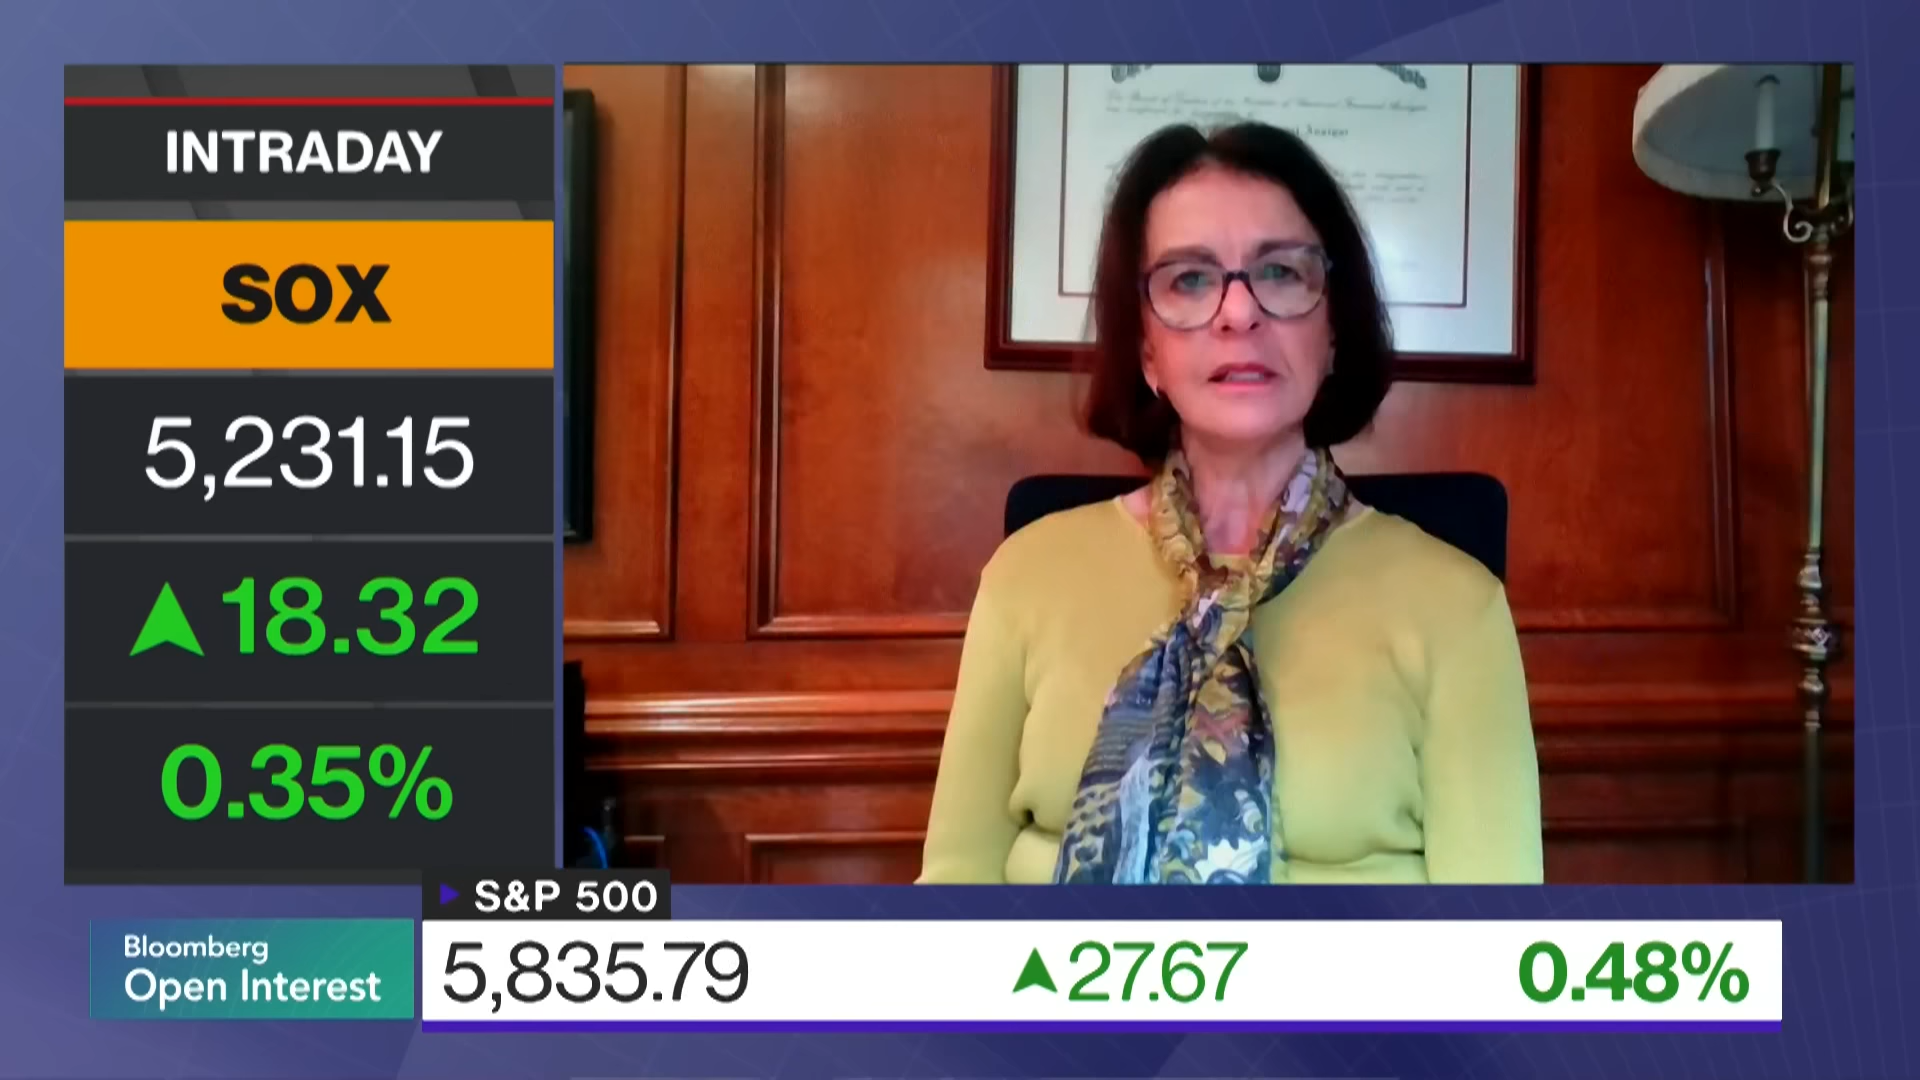 INTRADAY
SOX
5,231.15
▲18.32
0.35%
S&P 500
Bloomberg
Open Interest
5,835.79 ▲27.67 0.48%